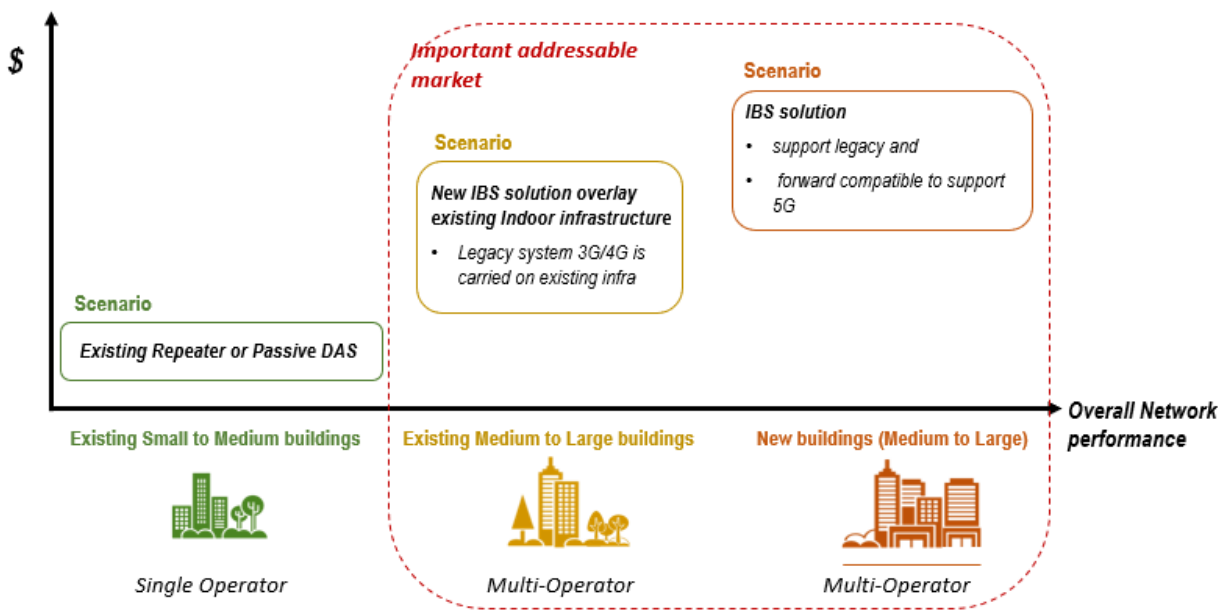 $
Important addressable
market
Scenario
IBS solution
• support legacy and
• forward compatible to support
5G
Scenario
New IBS solution overlay
existing Indoor infrastructure
• Legacy system 3G/4G is
carried on existing infra
Scenario
Existing Repeater or Passive DAS
Overall Network
performance
Existing Small to Medium buildings
Existing Medium to Large buildings
New buildings (Medium to Large)
Single Operator
Multi-Operator
Multi-Operator